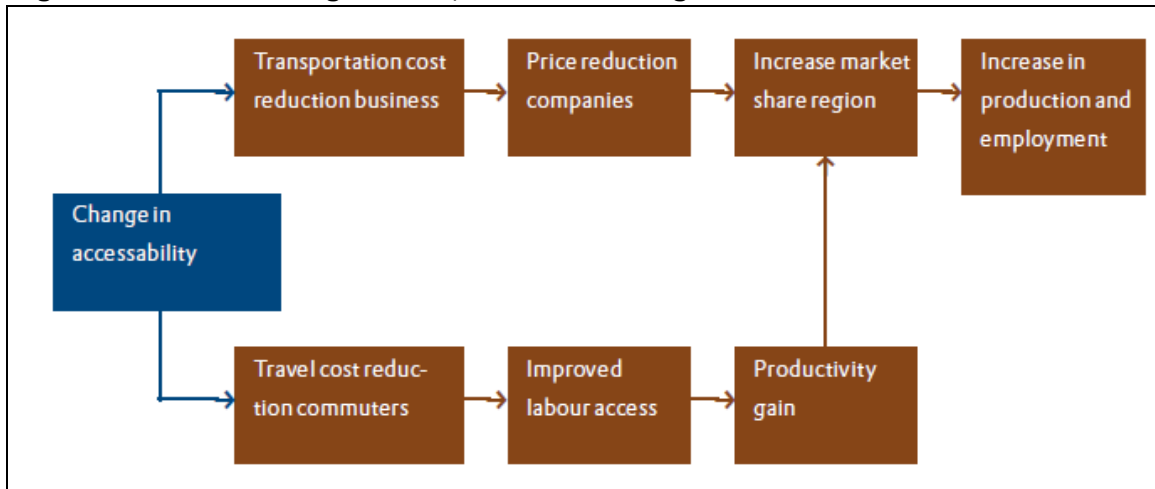 Transportation cost
reduction business
Price reduction
companies
Increase market
share region
Increase in
production and
employment
Change in
accessability
Travel cost reduc-
tion commuters
Improved
labour access
Productivity
gain